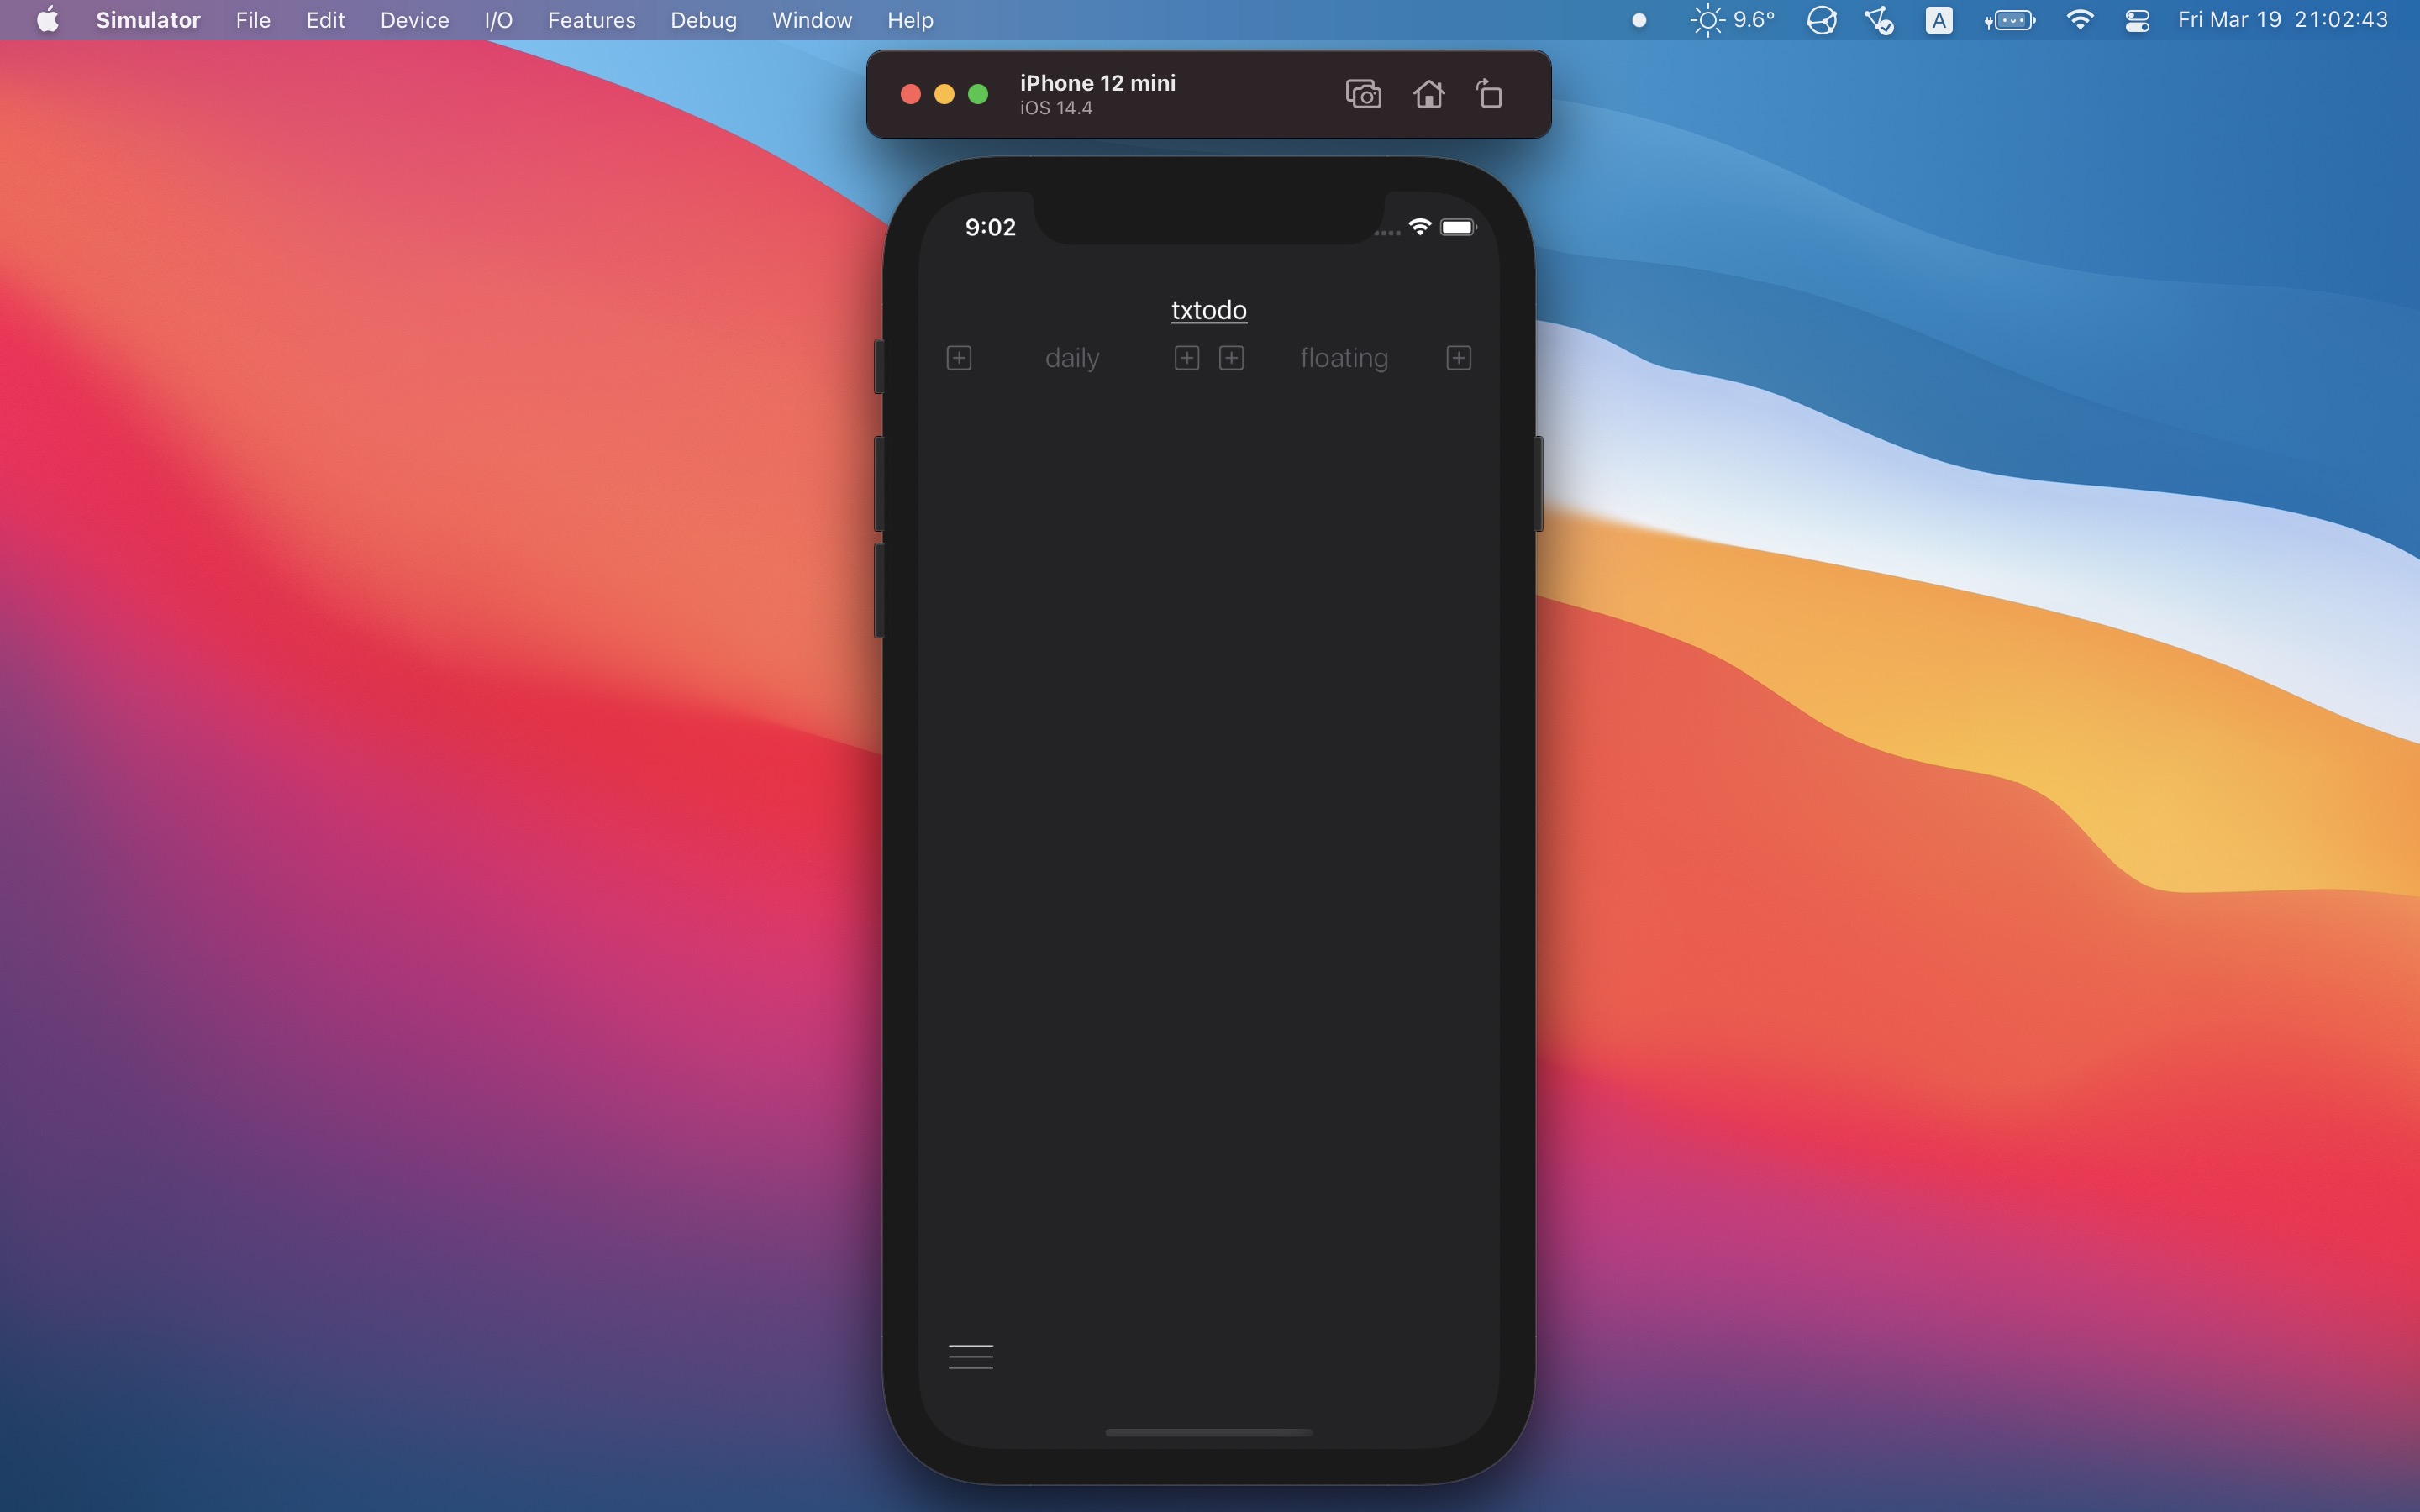 Simulator File Edit Device I/O Features Debug Window Help 9.6° A Fri Mar 19 21:02:43
iPhone 12 mini
iOS 14.4
9:02
txtodo
daily floating